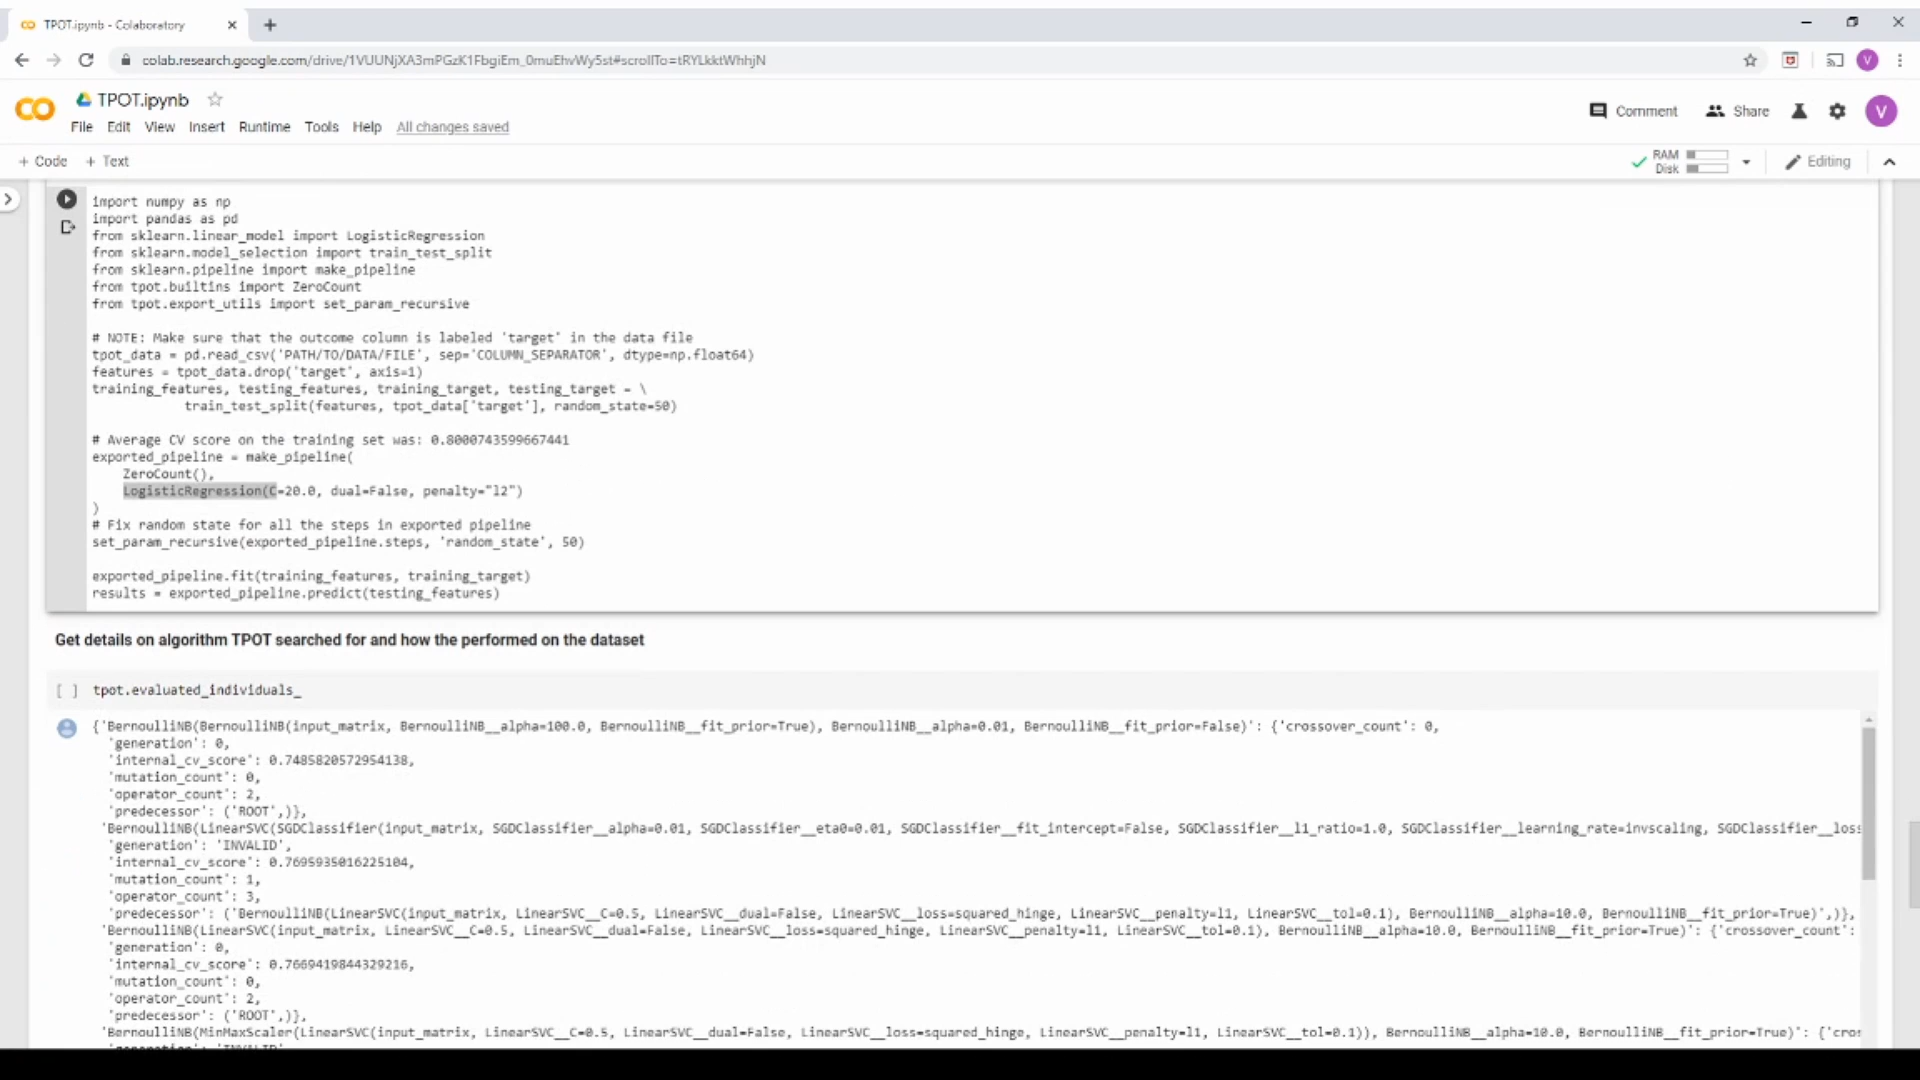 TPOT.ipynb - Colaboratory
colab.research.google.com/drive/1VUUNjXA3mPGzK1FbgiEm_0muEhvWy5st#scrollTo=tRYLkktWhhjN
V
CO TPOT.ipynb
File Edit View Insert Runtime Tools Help All changes saved
Comment Share V
+ Code + Text
RAM
Disk
Editing
import numpy as np
import pandas as pd
from sklearn.linear_model import LogisticRegression
from sklearn.model_selection import train_test_split
from sklearn.pipeline import make_pipeline
from tpot.builtins import ZeroCount
from tpot.export_utils import set_param_recursive
# NOTE: Make sure that the outcome column is labeled 'target' in the data file
tpot_data = pd.read_csv('PATH/TO/DATA/FILE', sep='COLUMN_SEPARATOR', dtype=np.float64)
features = tpot_data.drop('target', axis=1)
training_features, testing_features, training_target, testing_target = \
train_test_split(features, tpot_data['target'], random_state=50)
# Average CV score on the training set was: 0.8000743599667441
exported_pipeline = make_pipeline(
ZeroCount(),
LogisticRegression(C=20.0, dual=False, penalty="l2")
)
# Fix random state for all the steps in exported pipeline
set_param_recursive(exported_pipeline.steps, 'random_state', 50)
exported_pipeline.fit(training_features, training_target)
results = exported_pipeline.predict(testing_features)
Get details on algorithm TPOT searched for and how the performed on the dataset
[ ] tpot.evaluated_individuals_
{'BernoulliNB(BernoulliNB(input_matrix, BernoulliNB__alpha=100.0, BernoulliNB__fit_prior=True), BernoulliNB__alpha=0.01, BernoulliNB__fit_prior=False)': {'crossover_count': 0,
'generation': 0,
'internal_cv_score': 0.7485820572954138,
'mutation_count': 0,
'operator_count': 2,
'predecessor': ('ROOT',)},
'BernoulliNB(LinearSVC(SGDClassifier(input_matrix, SGDClassifier__alpha=0.01, SGDClassifier__eta0=0.01, SGDClassifier__fit_intercept=False, SGDClassifier__l1_ratio=1.0, SGDClassifier__learning_rate=invscaling, SGDClassifier__loss
'generation': 'INVALID',
'internal_cv_score': 0.7695935016225104,
'mutation_count': 1,
'operator_count': 3,
'predecessor': ('BernoulliNB(LinearSVC(input_matrix, LinearSVC__C=0.5, LinearSVC__dual=False, LinearSVC__loss=squared_hinge, LinearSVC__penalty=l1, LinearSVC__tol=0.1), BernoulliNB__alpha=10.0, BernoulliNB__fit_prior=True)',)},
'BernoulliNB(LinearSVC(input_matrix, LinearSVC__C=0.5, LinearSVC__dual=False, LinearSVC__loss=squared_hinge, LinearSVC__penalty=l1, LinearSVC__tol=0.1), BernoulliNB__alpha=10.0, BernoulliNB__fit_prior=True)': {'crossover_count':
'generation': 0,
'internal_cv_score': 0.7669419844329216,
'mutation_count': 0,
'operator_count': 2,
'predecessor': ('ROOT',)},
'BernoulliNB(MinMaxScaler(LinearSVC(input_matrix, LinearSVC__C=0.5, LinearSVC__dual=False, LinearSVC__loss=squared_hinge, LinearSVC__penalty=l1, LinearSVC__tol=0.1)), BernoulliNB__alpha=10.0, BernoulliNB__fit_prior=True)': {'cros